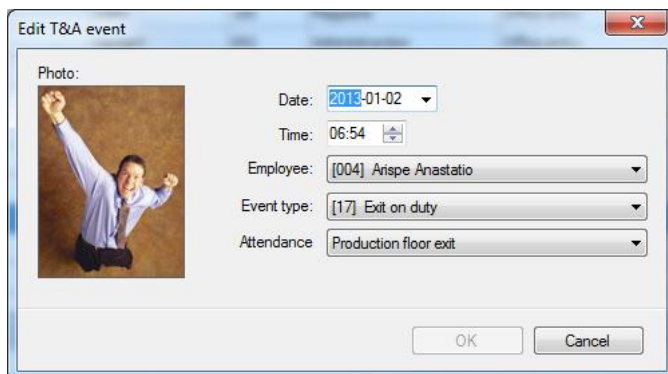 Edit T&A event
Photo:
Date: 2013-01-02
Time: 06:54
Employee: [004] Arispe Anastatio
Event type: [17] Exit on duty
Attendance Production floor exit
OK Cancel